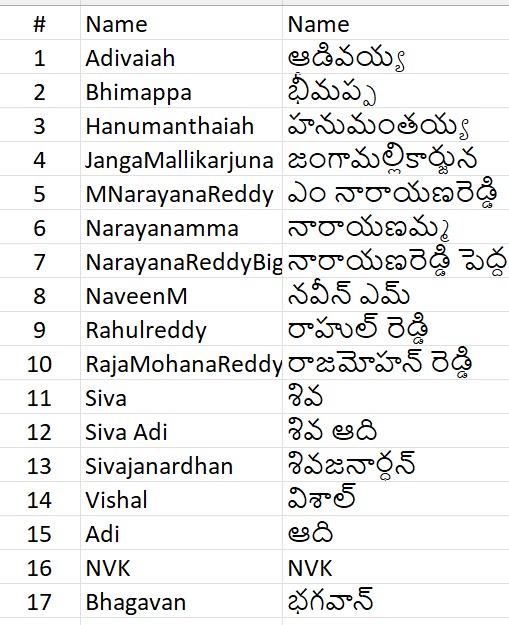 # Name Name
1 Adivaiah ఆడివయ్య
2 Bhimappa భీమప్ప
3 Hanumanthaiah హనుమంతయ్య
4 JangaMallikarjuna జంగామల్లికార్జున
5 MNarayanaReddy ఎం నారాయణరెడ్డి
6 Narayanamma నారాయణమ్మ
7 NarayanaReddyBig నారాయణరెడ్డి పెద్ద
8 NaveenM నవీన్ ఎమ్
9 Rahulreddy రాహుల్ రెడ్డి
10 RajaMohanaReddy రాజమోహన్ రెడ్డి
11 Siva శివ
12 Siva Adi శివ ఆది
13 Sivajanardhan శివజనార్ధన్
14 Vishal విశాల్
15 Adi ఆది
16 NVK NVK
17 Bhagavan భగవాన్